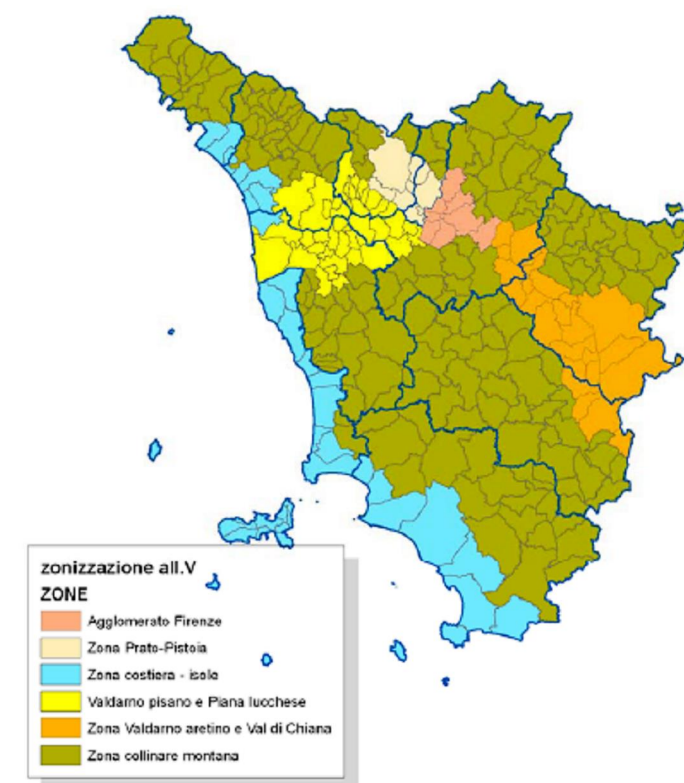 zonizzazione all.V
ZONE
Agglomerato Firenze
Zona Prato-Pistoia
Zona costiera - isole
Valdarno pisano e Piana lucchese
Zona Valdarno aretino e Val di Chiana
Zona collinare montana